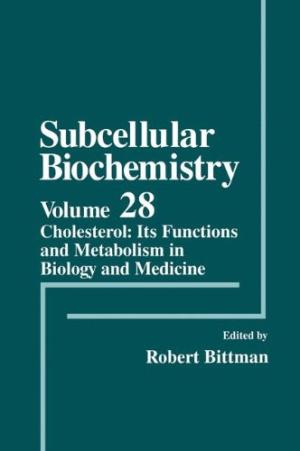 Subcellular
Biochemistry
Volume 28
Cholesterol: Its Functions
and Metabolism in
Biology and Medicine
Edited by
Robert Bittman